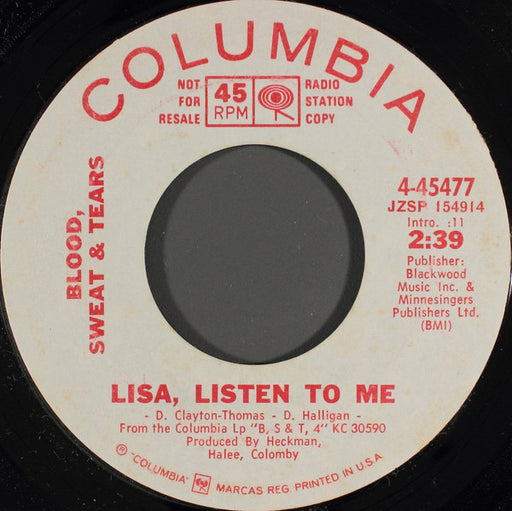 COLUMBIA
NOT FOR RESALE
45 RPM
RADIO STATION COPY
BLOOD,
SWEAT & TEARS
4-45477
JZSP 154914
Intro. :11
2:39
Publisher:
Blackwood
Music Inc. &
Minnesingers
Publishers Ltd.
(BMI)
LISA, LISTEN TO ME
- D. Clayton-Thomas - D. Halligan -
From the Columbia Lp "B, S & T, 4" KC 30590
Produced By Heckman,
Halee, Colomby
℗ "COLUMBIA" MARCAS REG. PRINTED IN U.S.A